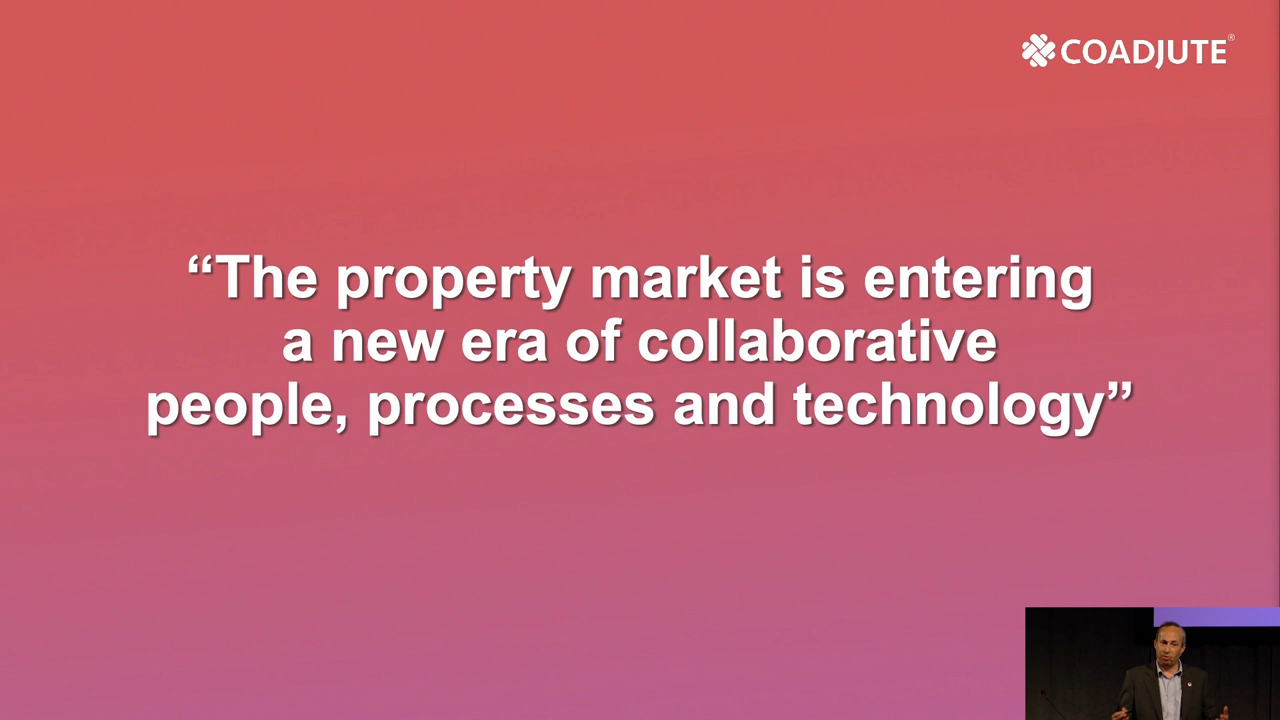 COADJUTE®
“The property market is entering
a new era of collaborative
people, processes and technology”